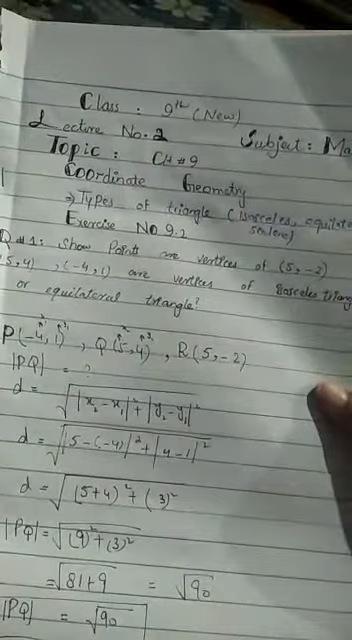 Class : 9th (New)
Lecture No. 2 Subject : Ma
Topic : CH # 9
Coordinate Geometry
⇒ Types of triangle (Isosceles, equilate
scalene)
Exercise No 9.2
Q # 1 : Show Points are vertices of (5, -2)
(5,4) , (-4,1) are vertices of Isosceles triang
or equilateral triangle?
P(-4, 1) , Q(5,4) , R(5,-2)
|PQ| = ?
d = √|x₂ - x₁|² + |y₂ - y₁|²
d = √|5 - (-4)|² + |4 - 1|²
d = √(5+4)² + (3)²
|PQ| = √(9)² + (3)²
= √81+9 = √90
|PQ| = √90